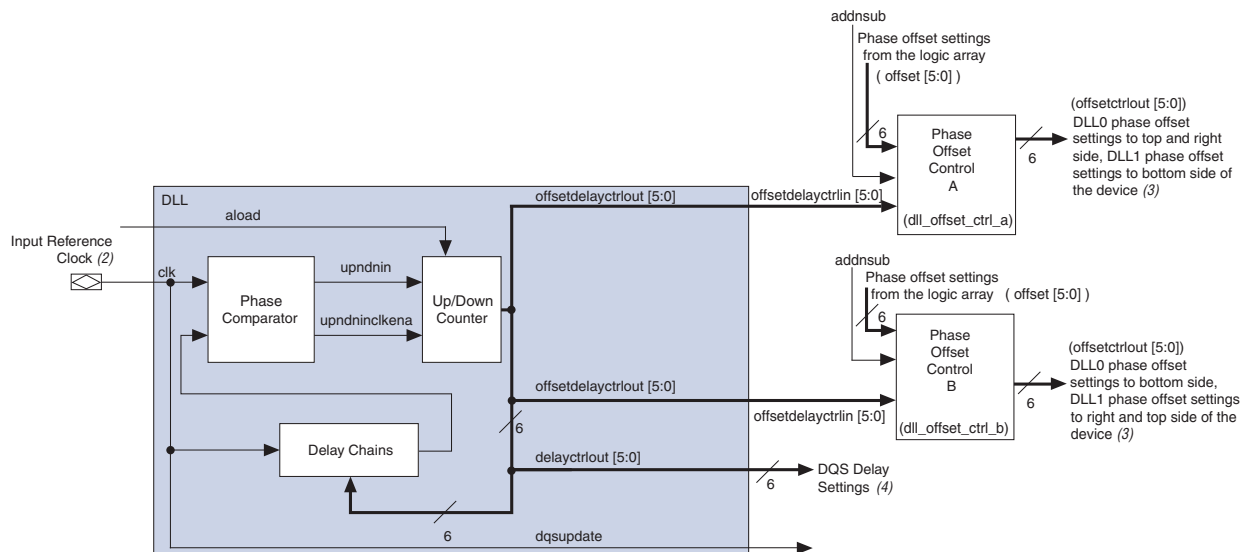 addnsub
Phase offset settings
from the logic array
( offset [5:0] )
6
Phase
Offset
Control
A
(dll_offset_ctrl_a)
6
(offsetctrlout [5:0])
DLL0 phase offset
settings to top and right
side, DLL1 phase offset
settings to bottom side of
the device (3)
DLL
offsetdelayctrlout [5:0]
offsetdelayctrlin [5:0]
aload
Input Reference
Clock (2)
clk
Phase
Comparator
upndnin
upndninclkena
Up/Down
Counter
addnsub
Phase offset settings
from the logic array ( offset [5:0] )
6
Phase
Offset
Control
B
(dll_offset_ctrl_b)
6
(offsetctrlout [5:0])
DLL0 phase offset
settings to bottom side,
DLL1 phase offset settings
to right and top side of the
device (3)
offsetdelayctrlout [5:0]
offsetdelayctrlin [5:0]
6
Delay Chains
delayctrlout [5:0]
6
DQS Delay
Settings (4)
6
dqsupdate